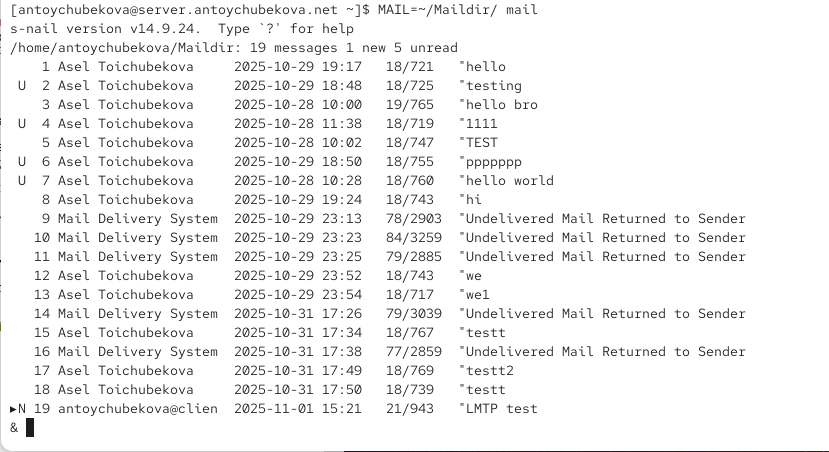 [antoychubekova@server.antoychubekova.net ~]$ MAIL=~/Maildir/ mail
s-nail version v14.9.24.  Type `?' for help
/home/antoychubekova/Maildir: 19 messages 1 new 5 unread
    1 Asel Toichubekova     2025-10-29 19:17   18/721   "hello
 U  2 Asel Toichubekova     2025-10-29 18:48   18/725   "testing
    3 Asel Toichubekova     2025-10-28 10:00   19/765   "hello bro
 U  4 Asel Toichubekova     2025-10-28 11:38   18/719   "1111
    5 Asel Toichubekova     2025-10-28 10:02   18/747   "TEST
 U  6 Asel Toichubekova     2025-10-29 18:50   18/755   "ppppppp
 U  7 Asel Toichubekova     2025-10-28 10:28   18/760   "hello world
    8 Asel Toichubekova     2025-10-29 19:24   18/743   "hi
    9 Mail Delivery System  2025-10-29 23:13   78/2903  "Undelivered Mail Returned to Sender
   10 Mail Delivery System  2025-10-29 23:23   84/3259  "Undelivered Mail Returned to Sender
   11 Mail Delivery System  2025-10-29 23:25   79/2885  "Undelivered Mail Returned to Sender
   12 Asel Toichubekova     2025-10-29 23:52   18/743   "we
   13 Asel Toichubekova     2025-10-29 23:54   18/717   "we1
   14 Mail Delivery System  2025-10-31 17:26   79/3039  "Undelivered Mail Returned to Sender
   15 Asel Toichubekova     2025-10-31 17:34   18/767   "testt
   16 Mail Delivery System  2025-10-31 17:38   77/2859  "Undelivered Mail Returned to Sender
   17 Asel Toichubekova     2025-10-31 17:49   18/769   "testt2
   18 Asel Toichubekova     2025-10-31 17:50   18/739   "testt
▸N 19 antoychubekova@clien  2025-11-01 15:21   21/943   "LMTP test
&